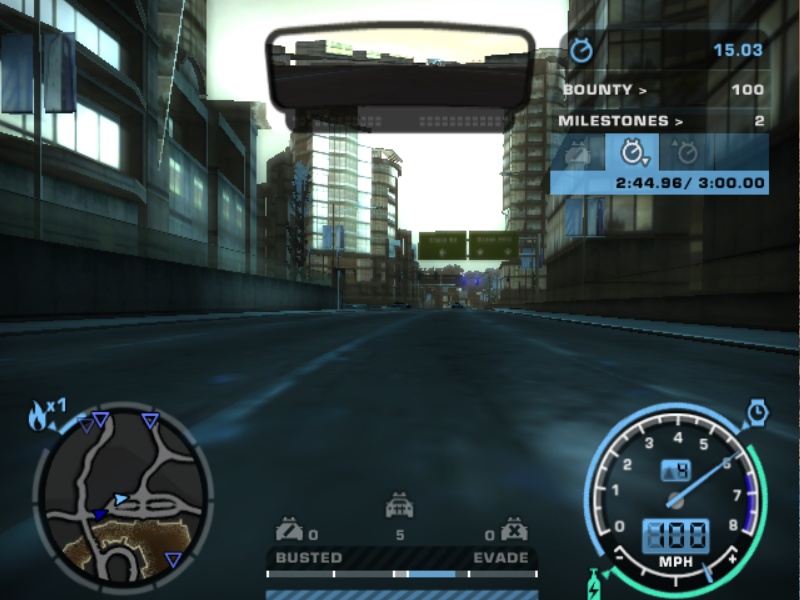 15.03
BOUNTY > 100
MILESTONES > 2
2:44.96/ 3:00.00
x1
0 5 0
BUSTED EVADE
0 1 2 3 4 5 6 7 8
4
100
MPH
- +